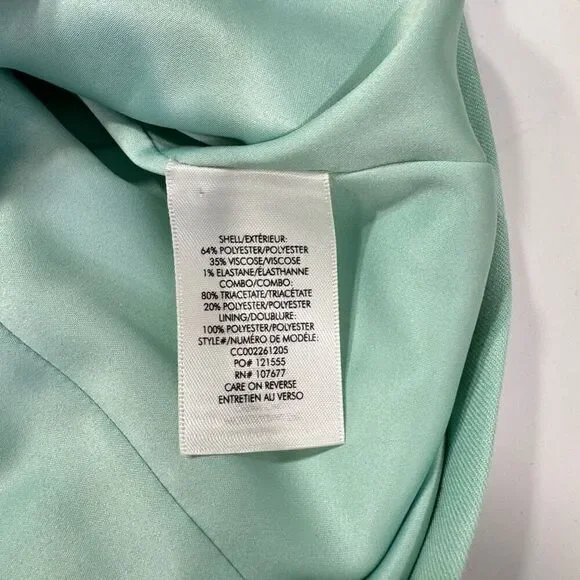 SHELL/EXTÉRIEUR:
64% POLYESTER/POLYESTER
35% VISCOSE/VISCOSE
1% ELASTANE/ÉLASTHANNE
COMBO/COMBO:
80% TRIACETATE/TRIACÉTATE
20% POLYESTER/POLYESTER
LINING/DOUBLURE:
100% POLYESTER/POLYESTER
STYLE#/NUMÉRO DE MODÈLE:
CC002261205
PO# 121555
RN# 107677
CARE ON REVERSE
ENTRETIEN AU VERSO